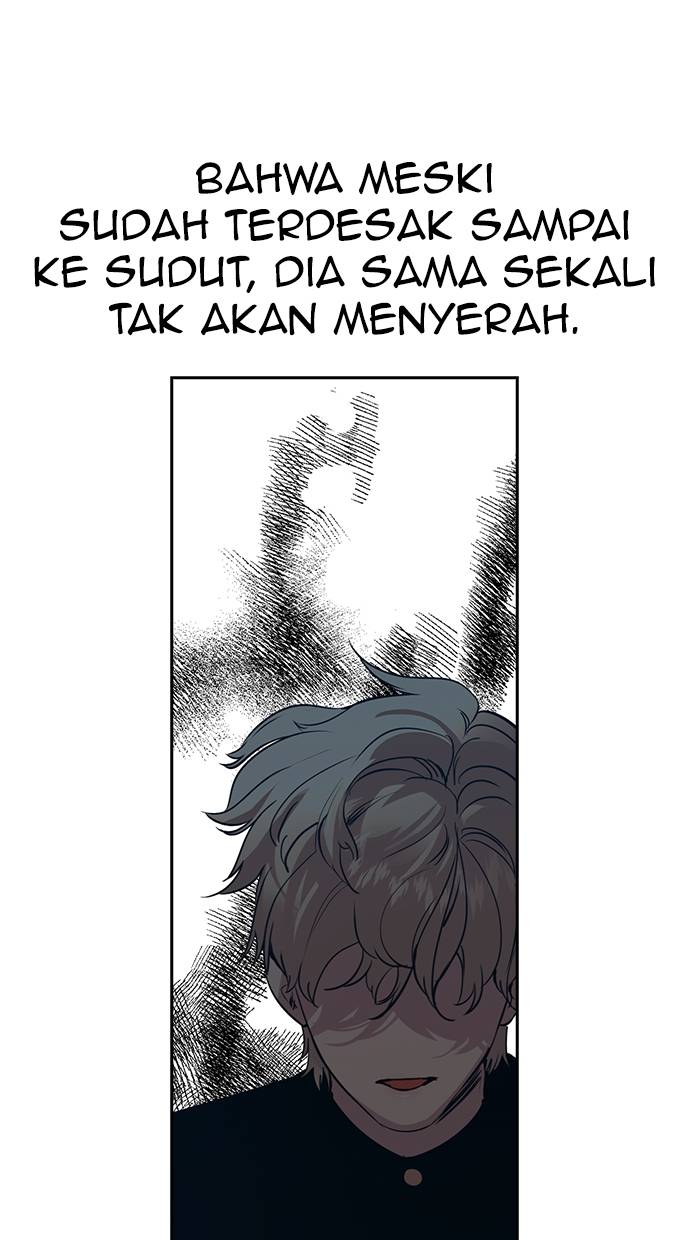 BAHWA MESKI
SUDAH TERDESAK SAMPAI
KE SUDUT, DIA SAMA SEKALI
TAK AKAN MENYERAH.